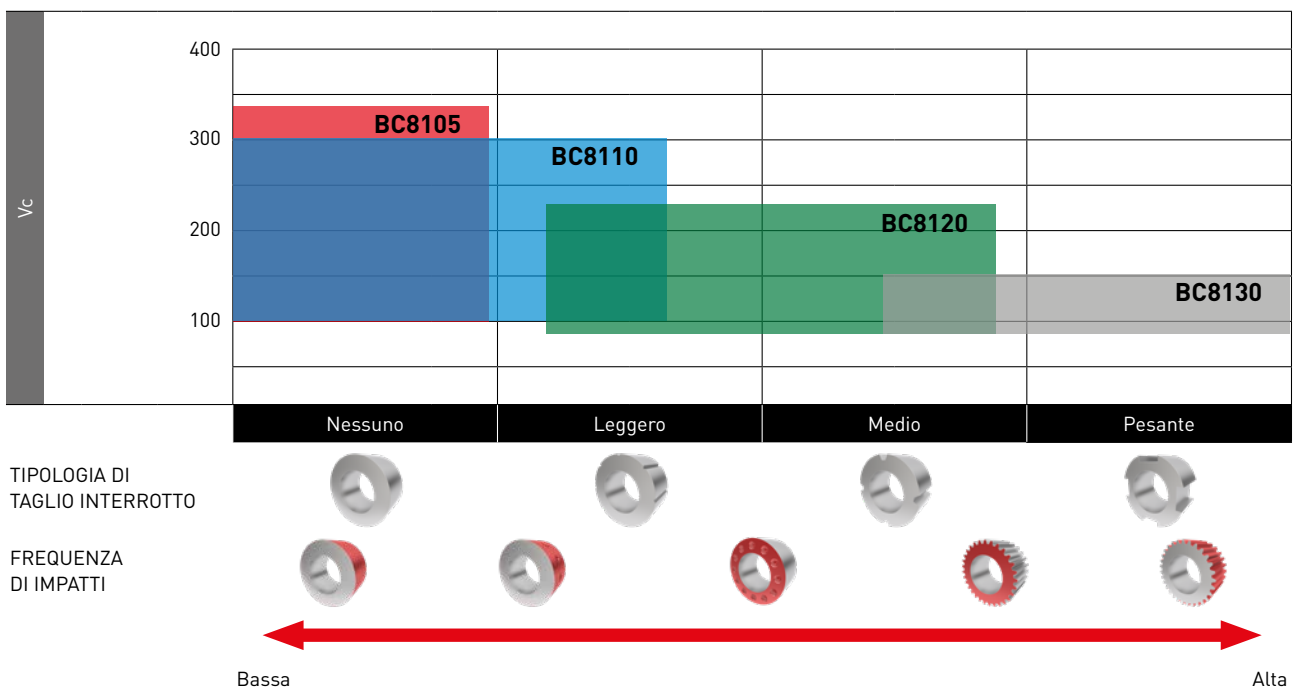 Vc
400
300
200
100
BC8105
BC8110
BC8120
BC8130
Nessuno Leggero Medio Pesante
TIPOLOGIA DI
TAGLIO INTERROTTO
FREQUENZA
DI IMPATTI
Bassa Alta